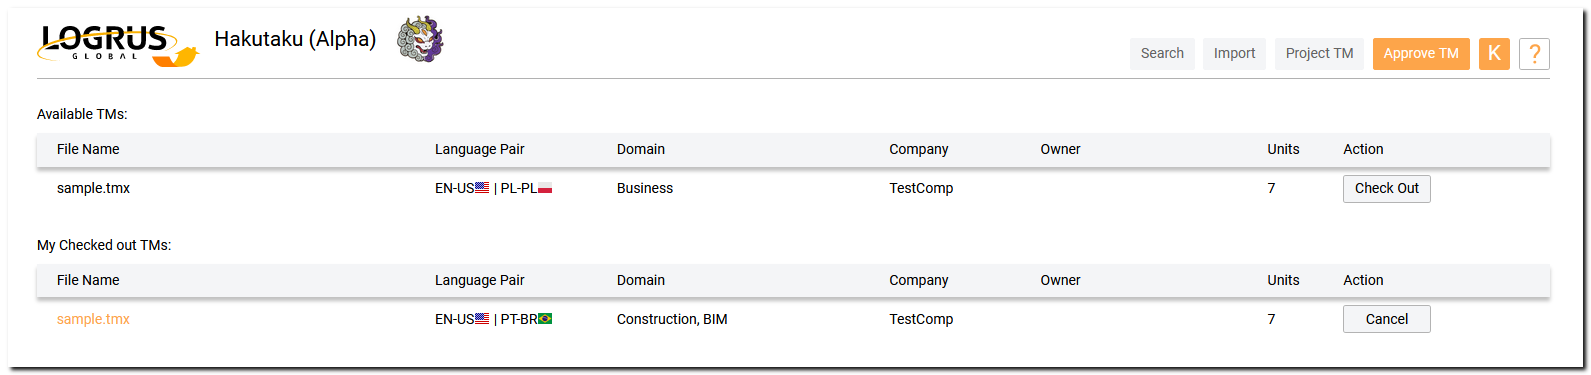 LOGRUS
GLOBAL
Hakutaku (Alpha)
Search Import Project TM Approve TM K ?
Available TMs:
File Name Language Pair Domain Company Owner Units Action
sample.tmx EN-US | PL-PL Business TestComp 7 Check Out
My Checked out TMs:
File Name Language Pair Domain Company Owner Units Action
sample.tmx EN-US | PT-BR Construction, BIM TestComp 7 Cancel